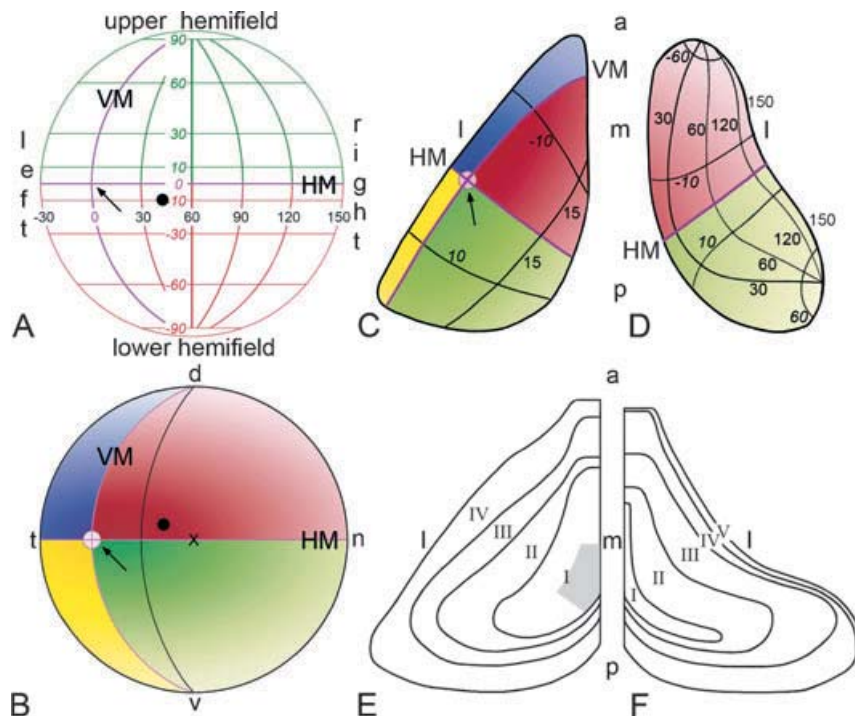 upper hemifield
90
60
30
10
0
10
-30
-60
-90
VM
HM
left
right
-30 0 30 60 90 120 150
A
lower hemifield
d
VM
t
x
HM
n
v
B
a
VM
l
HM
-10
15
10
15
C
-60
150
m
30
60
120
l
-10
HM
10
150
120
60
30
60
p
D
a
IV
III
II
I
l
m
p
E
V
IV
III
II
I
l
F